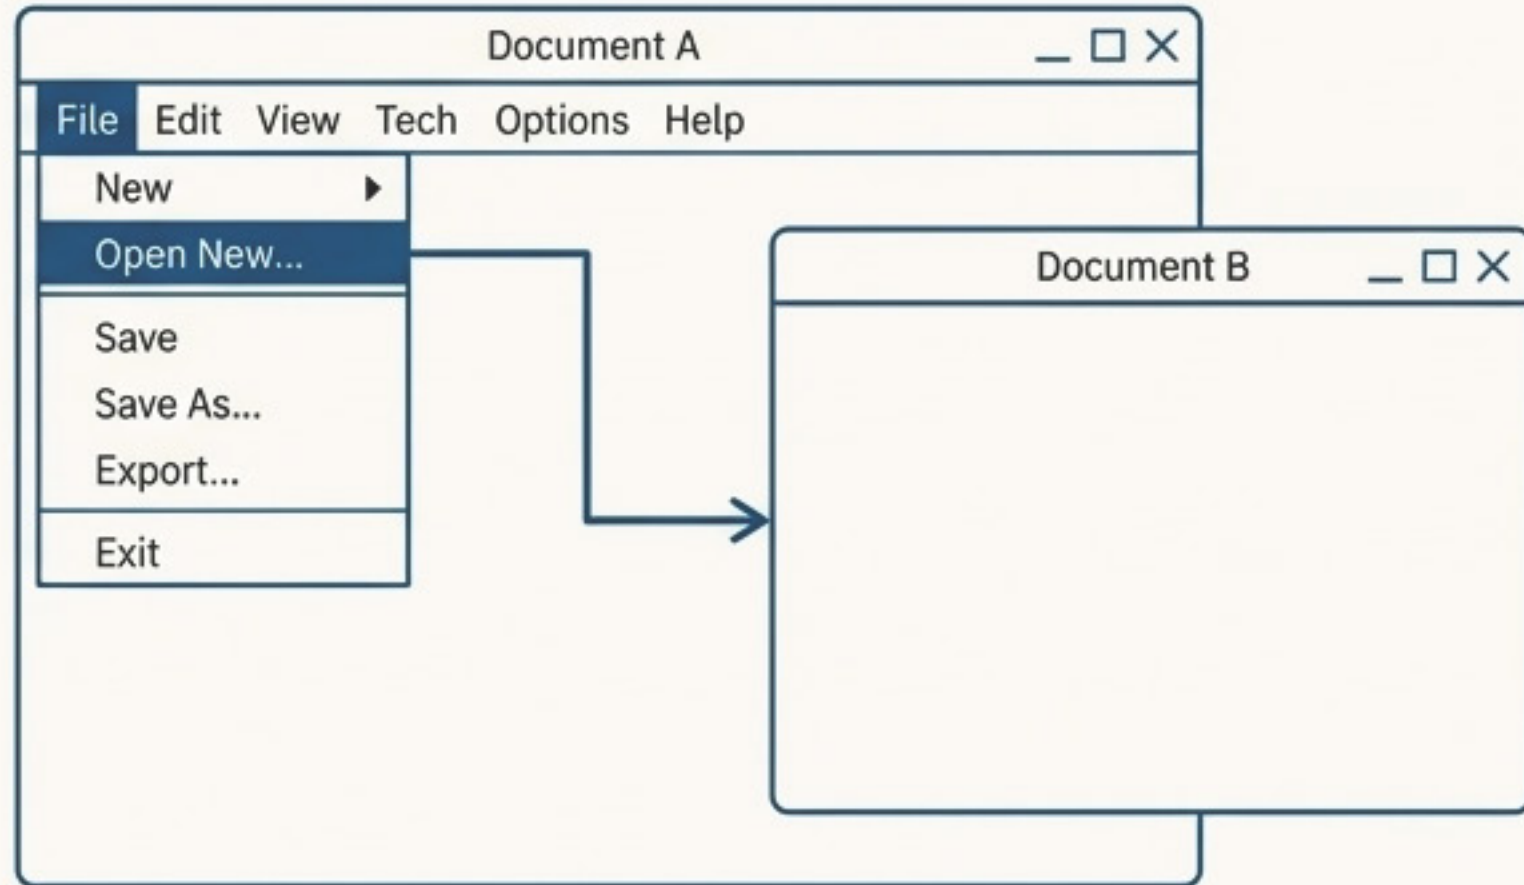 Document A
File Edit View Tech Options Help
New
Open New...
Save
Save As...
Export...
Exit
Document B